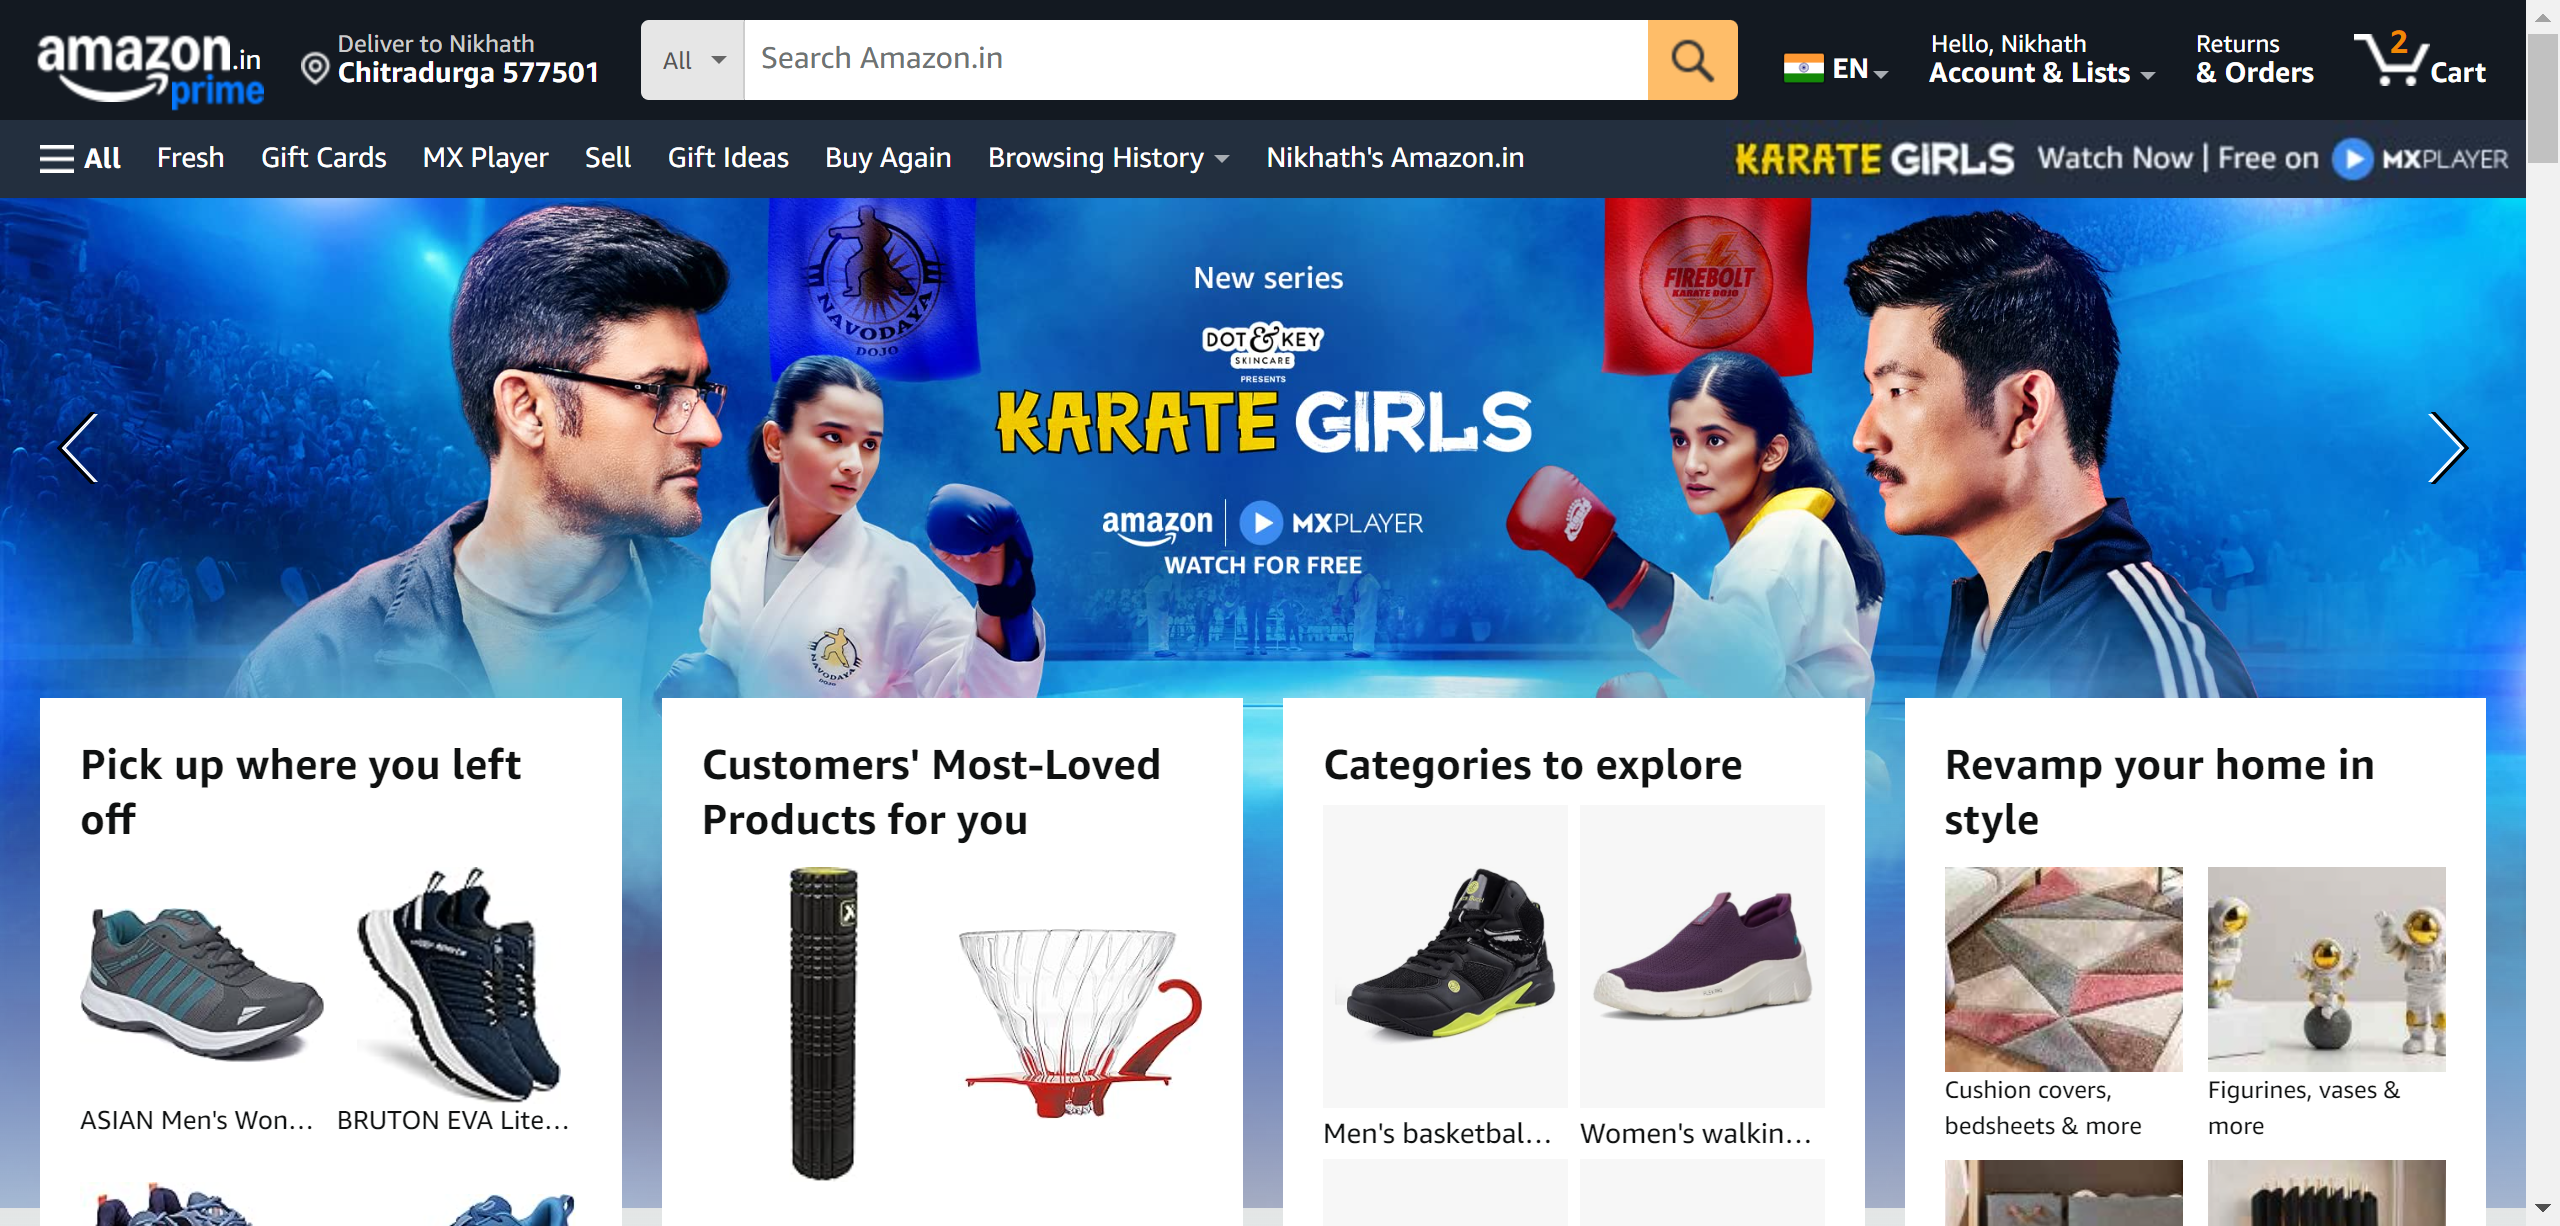 amazon.in
prime
Deliver to Nikhath
Chitradurga 577501
All
Search Amazon.in
EN
Hello, Nikhath
Account & Lists
Returns
& Orders
2
Cart
All
Fresh
Gift Cards
MX Player
Sell
Gift Ideas
Buy Again
Browsing History
Nikhath's Amazon.in
KARATE GIRLS Watch Now | Free on MXPLAYER
NAVODAYA
DOJO
New series
DOT & KEY
SKINCARE
PRESENTS
KARATE GIRLS
amazon | MXPLAYER
WATCH FOR FREE
FIREBOLT
KARATE DOJO
NAVODAYA
DOJO
Pick up where you left
off
ASIAN Men's Won...
BRUTON EVA Lite...
Customers' Most-Loved
Products for you
Categories to explore
Men's basketbal...
Women's walkin...
Revamp your home in
style
Cushion covers,
bedsheets & more
Figurines, vases &
more